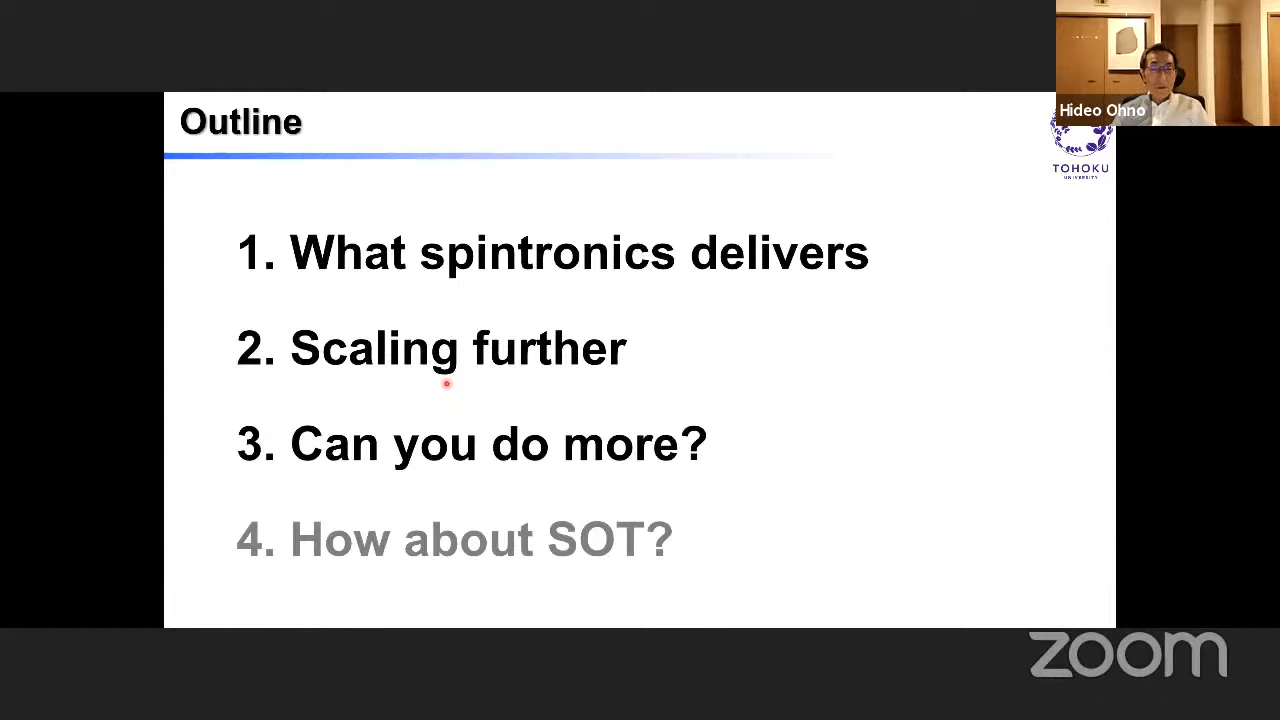 Outline
Hideo Ohno
TOHOKU
UNIVERSITY
1. What spintronics delivers
2. Scaling further
3. Can you do more?
4. How about SOT?
zoom